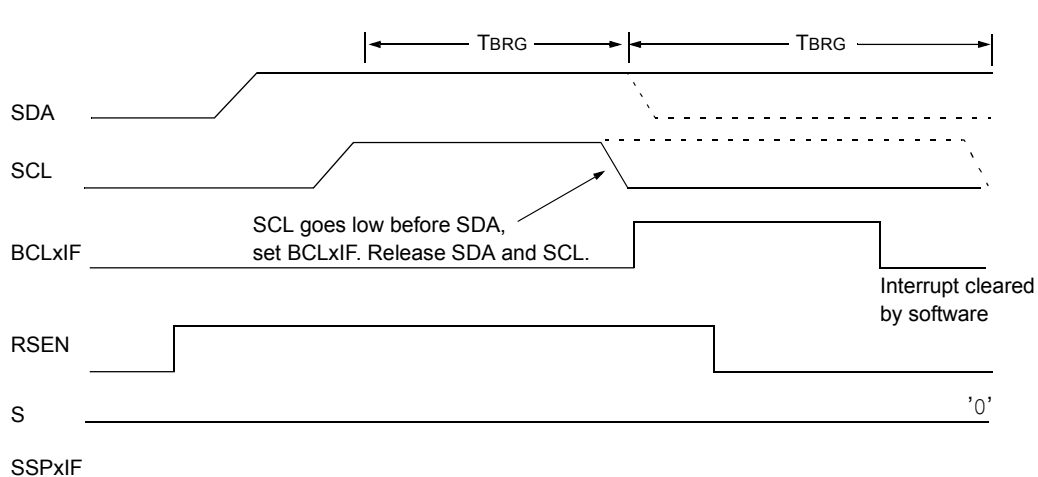 TBRG
TBRG
SDA
SCL
SCL goes low before SDA,
set BCLxIF. Release SDA and SCL.
BCLxIF
Interrupt cleared
by software
RSEN
S
’0’
SSPxIF